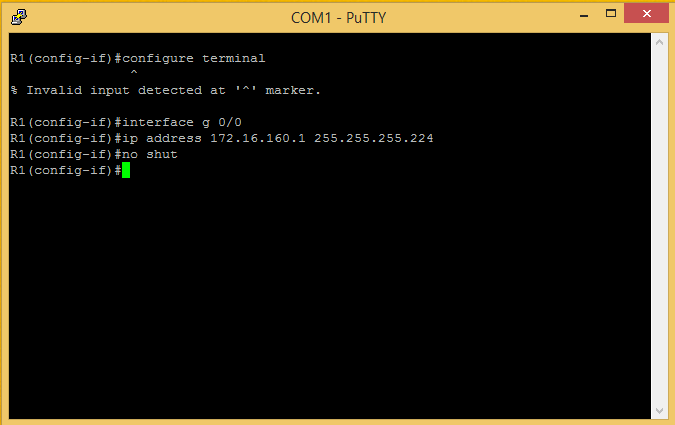 COM1 - PuTTY
R1(config-if)#configure terminal
^
% Invalid input detected at '^' marker.
R1(config-if)#interface g 0/0
R1(config-if)#ip address 172.16.160.1 255.255.255.224
R1(config-if)#no shut
R1(config-if)#